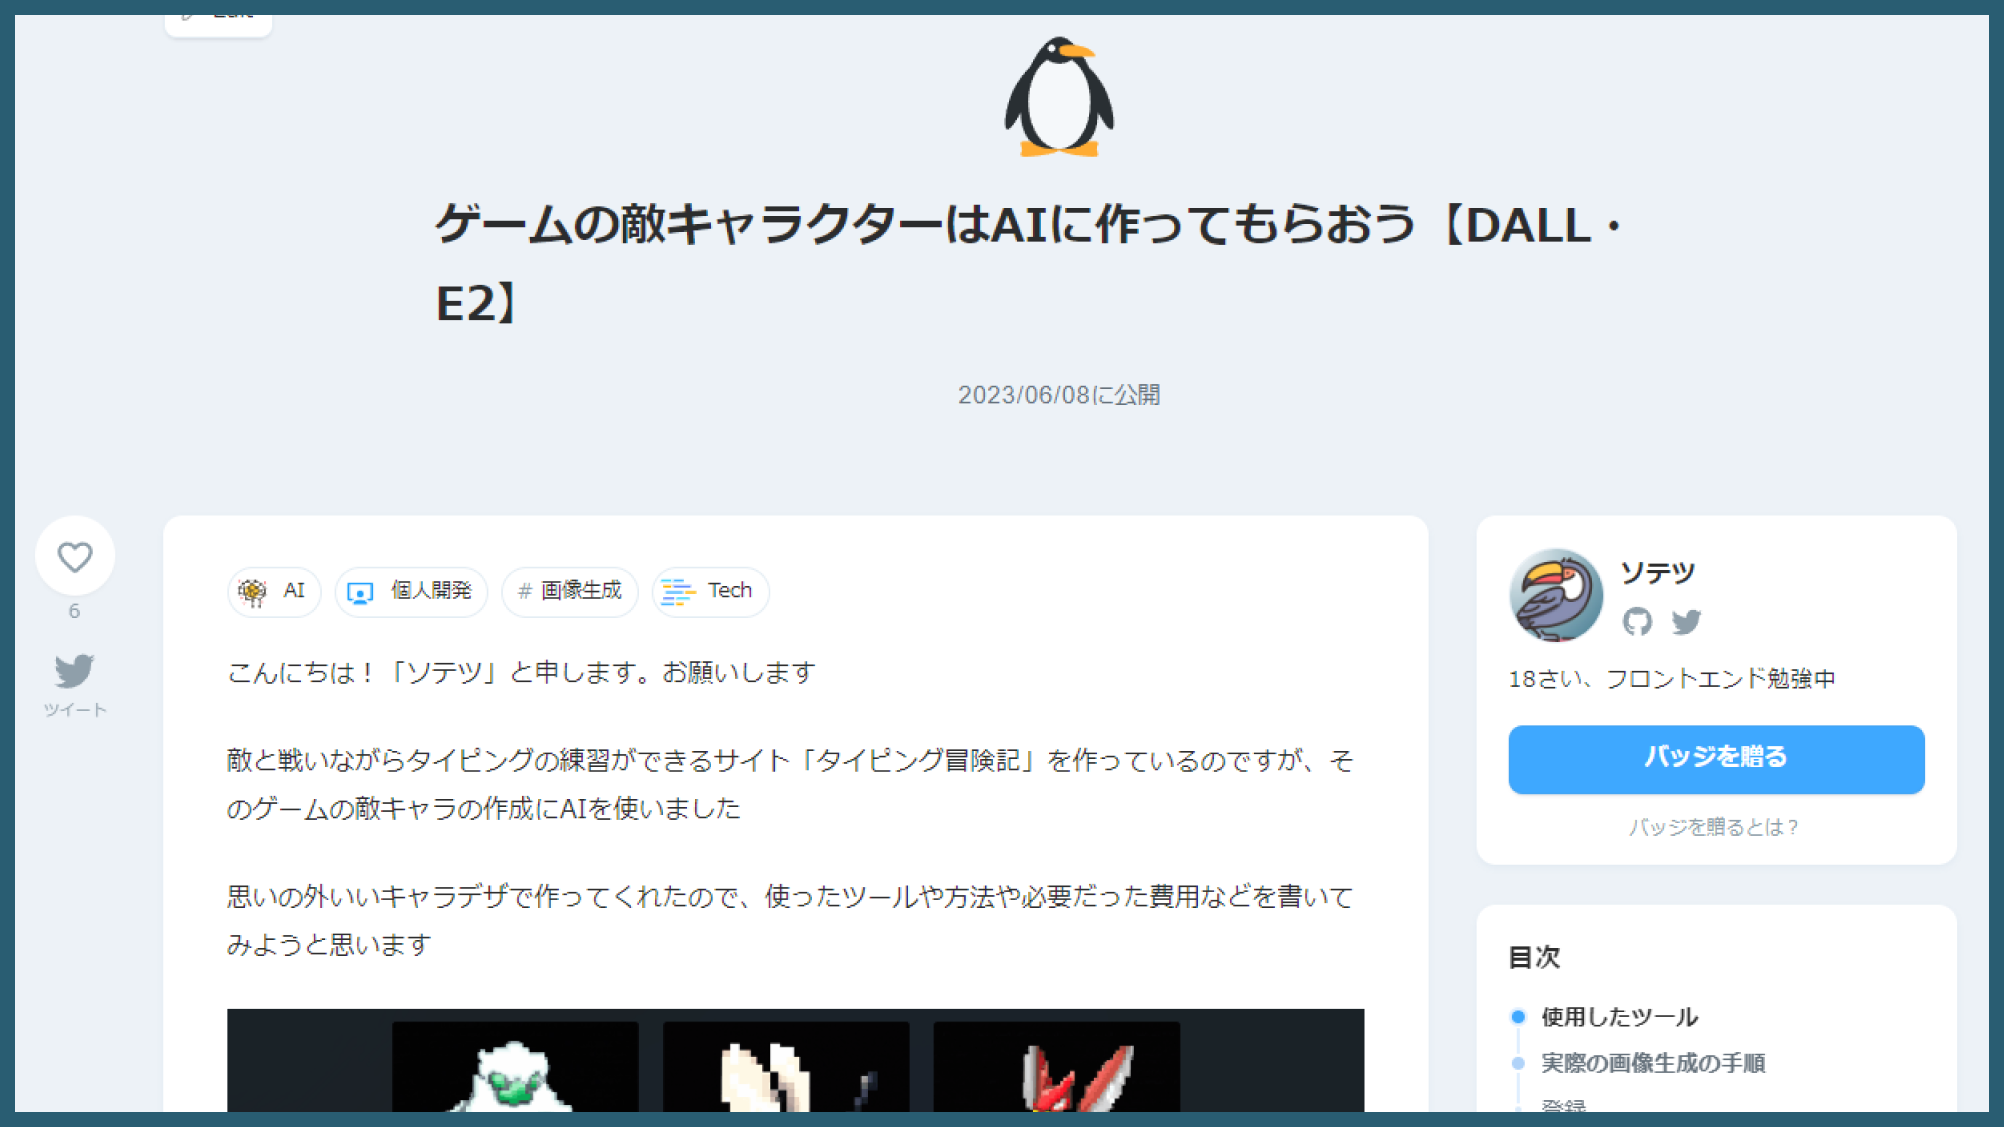 Edit
ゲームの敵キャラクターはAIに作ってもらおう【DALL・
E2】
2023/06/08に公開
6
ツイート
AI
個人開発
# 画像生成
Tech
こんにちは！「ソテツ」と申します。お願いします
敵と戦いながらタイピングの練習ができるサイト「タイピング冒険記」を作っているのですが、そ
のゲームの敵キャラの作成にAIを使いました
思いの外いいキャラデザで作ってくれたので、使ったツールや方法や必要だった費用などを書いて
みようと思います
ソテツ
18さい、フロントエンド勉強中
バッジを贈る
バッジを贈るとは？
目次
使用したツール
実際の画像生成の手順
登録